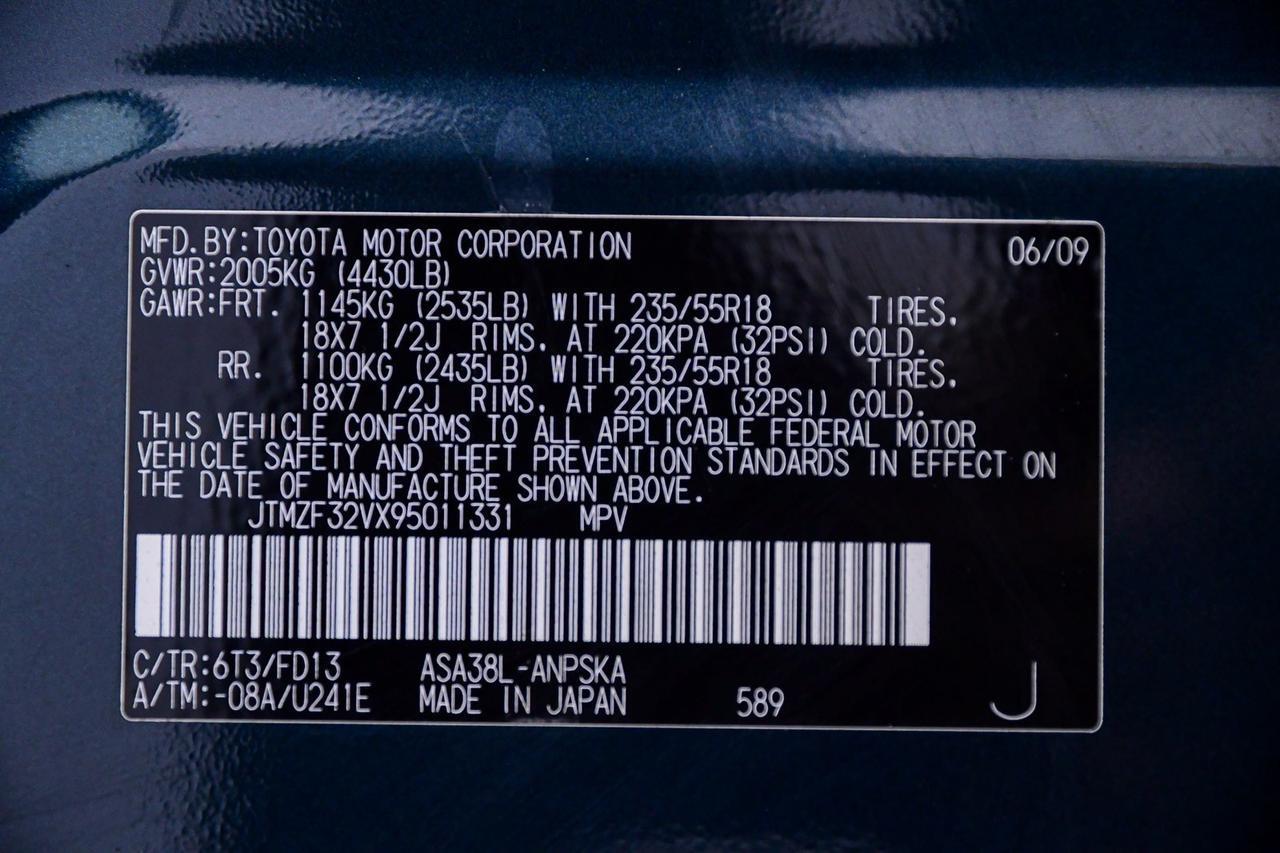 MFD.BY:TOYOTA MOTOR CORPORATION 06/09
GVWR:2005KG (4430LB)
GAWR:FRT. 1145KG (2535LB) WITH 235/55R18 TIRES.
18X7 1/2J RIMS. AT 220KPA (32PSI) COLD.
RR. 1100KG (2435LB) WITH 235/55R18 TIRES.
18X7 1/2J RIMS. AT 220KPA (32PSI) COLD.
THIS VEHICLE CONFORMS TO ALL APPLICABLE FEDERAL MOTOR
VEHICLE SAFETY AND THEFT PREVENTION STANDARDS IN EFFECT ON
THE DATE OF MANUFACTURE SHOWN ABOVE.
JTMZF32VX95011331 MPV
C/TR:6T3/FD13 ASA38L-ANPSKA
A/TM:-08A/U241E MADE IN JAPAN 589 J